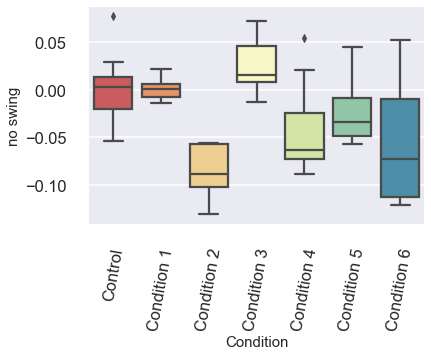 no swing
0.05
0.00
−0.05
−0.10
Control
Condition 1
Condition 2
Condition 3
Condition 4
Condition 5
Condition 6
Condition